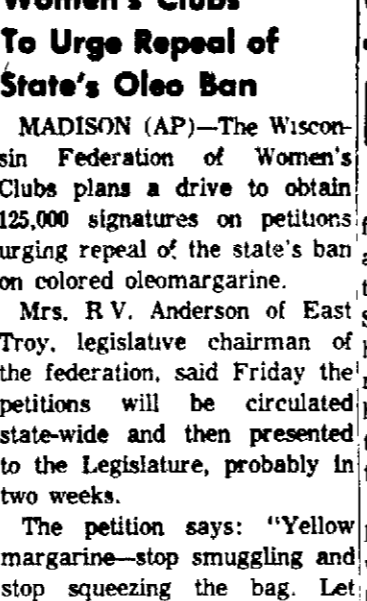 Women's Clubs
To Urge Repeal of
State's Oleo Ban
MADISON (AP)—The Wiscon-
sin Federation of Women's
Clubs plans a drive to obtain
125,000 signatures on petitions
urging repeal of the state's ban
on colored oleomargarine.
Mrs. R V. Anderson of East
Troy, legislative chairman of
the federation, said Friday the
petitions will be circulated
state-wide and then presented
to the Legislature, probably in
two weeks.
The petition says: "Yellow
margarine—stop smuggling and
stop squeezing the bag. Let